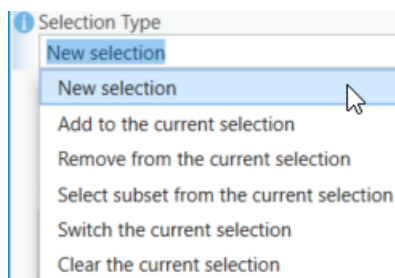 Selection Type
New selection
New selection
Add to the current selection
Remove from the current selection
Select subset from the current selection
Switch the current selection
Clear the current selection